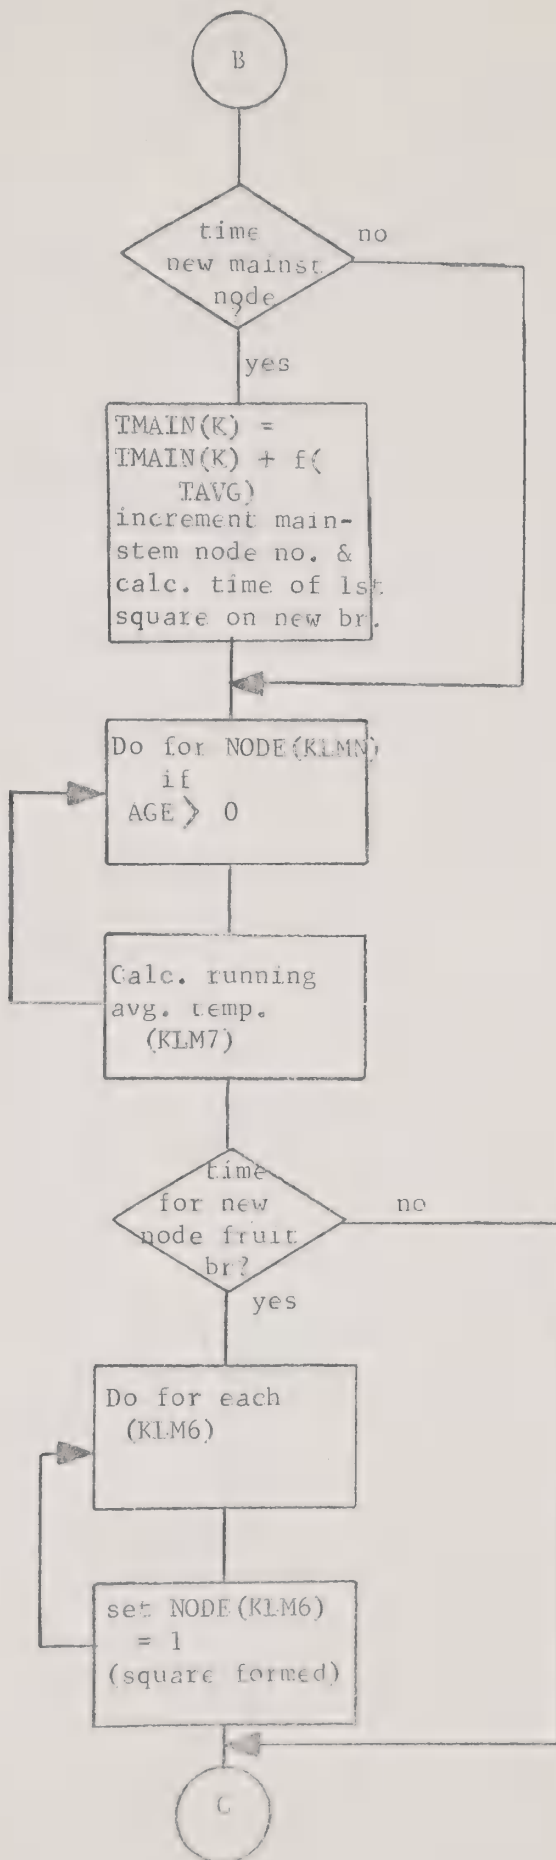 B
time
no
new mainst
node
?
yes
TMAIN(K) =
TMAIN(K) + f(
TAVG)
increment main-
stem node no. &
calc. time of 1st
square on new br.
Do for NODE(KLMN)
if
AGE > 0
Calc. running
avg. temp.
(KLM7)
time
for new
no
node fruit
br?
yes
Do for each
(KLM6)
set NODE(KLM6)
= 1
(square formed)
C